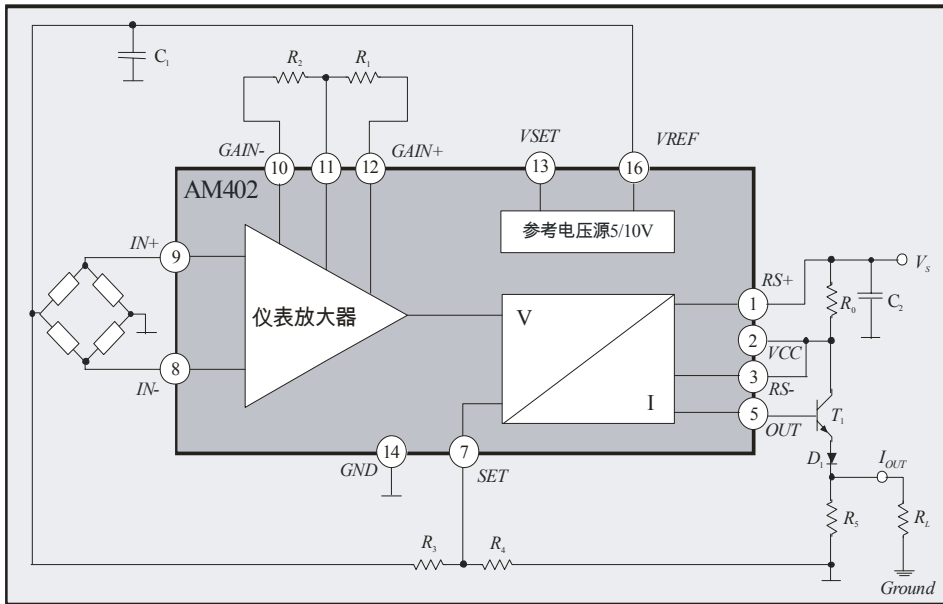 C₁
R₂
R₁
GAIN-
10
11
12
GAIN+
VSET
13
VREF
16
AM402
参考电压源5/10V
IN+
9
仪表放大器
8
IN-
V
I
RS+
1
2
VCC
3
RS-
5
OUT
Vₛ
R₀
C₂
T₁
D₁
I_OUT
R₅
R_L
Ground
GND
14
7
SET
R₃
R₄